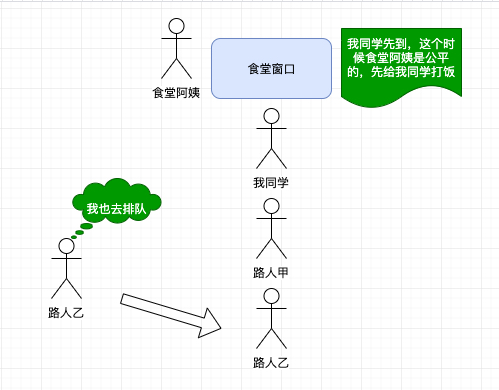 我同学先到，这个时
候食堂阿姨是公平
的，先给我同学打饭
食堂窗口
食堂阿姨
我同学
我也去排队
路人甲
路人乙
路人乙